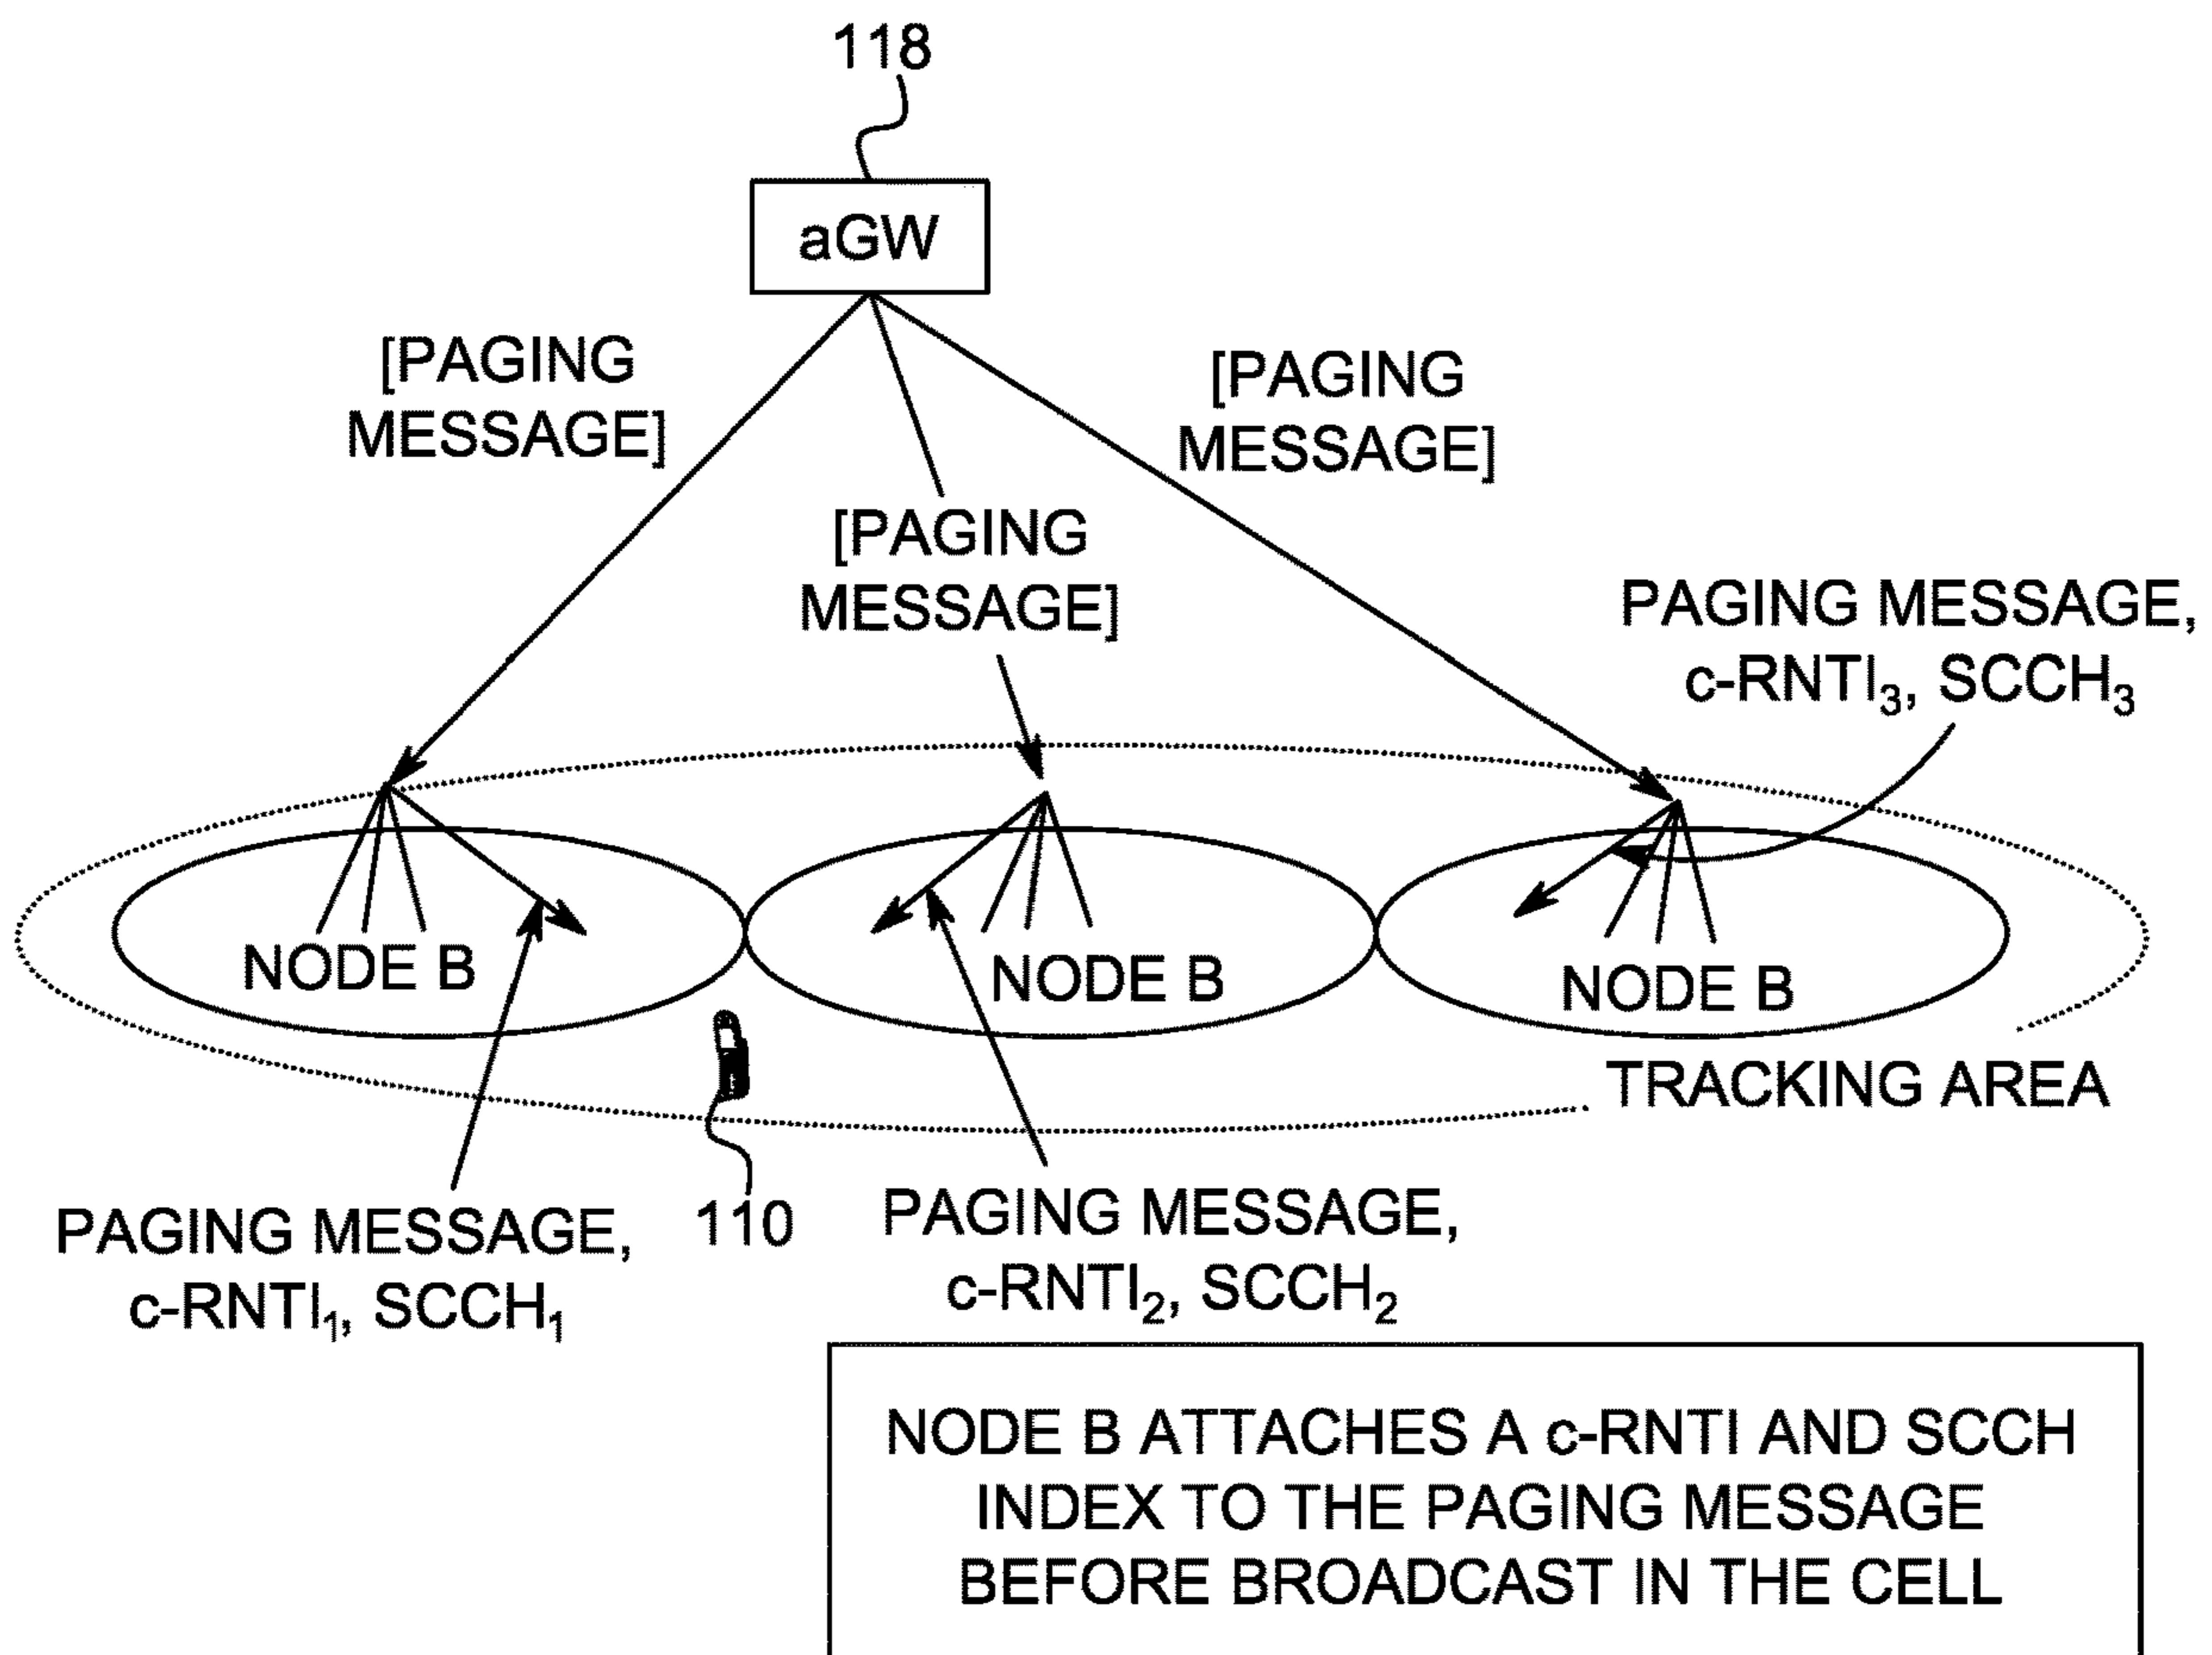 118
aGW
[PAGING
MESSAGE]
[PAGING
MESSAGE]
[PAGING
MESSAGE]
PAGING MESSAGE,
c-RNTI₃, SCCH₃
NODE B
NODE B
NODE B
TRACKING AREA
PAGING MESSAGE,
c-RNTI₁, SCCH₁
110
PAGING MESSAGE,
c-RNTI₂, SCCH₂
NODE B ATTACHES A c-RNTI AND SCCH
INDEX TO THE PAGING MESSAGE
BEFORE BROADCAST IN THE CELL